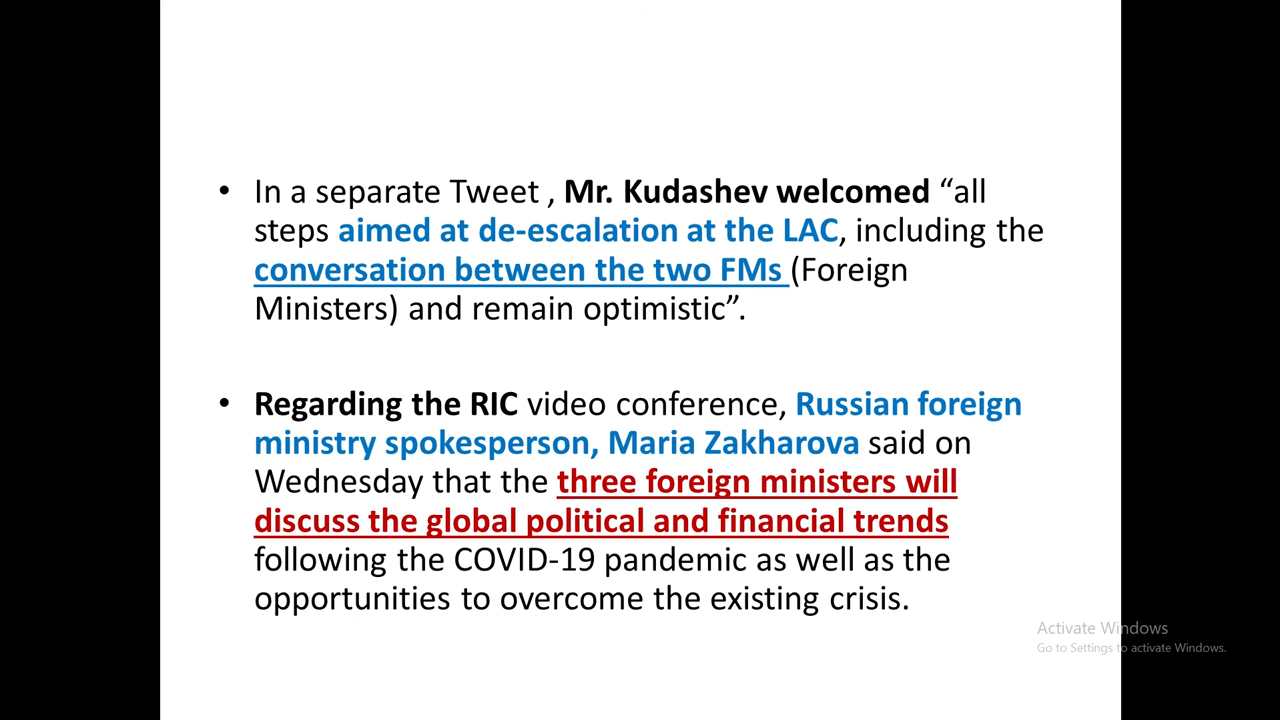 • In a separate Tweet , Mr. Kudashev welcomed “all
steps aimed at de-escalation at the LAC, including the
conversation between the two FMs (Foreign
Ministers) and remain optimistic”.
• Regarding the RIC video conference, Russian foreign
ministry spokesperson, Maria Zakharova said on
Wednesday that the three foreign ministers will
discuss the global political and financial trends
following the COVID-19 pandemic as well as the
opportunities to overcome the existing crisis.
Activate Windows
Go to Settings to activate Windows.